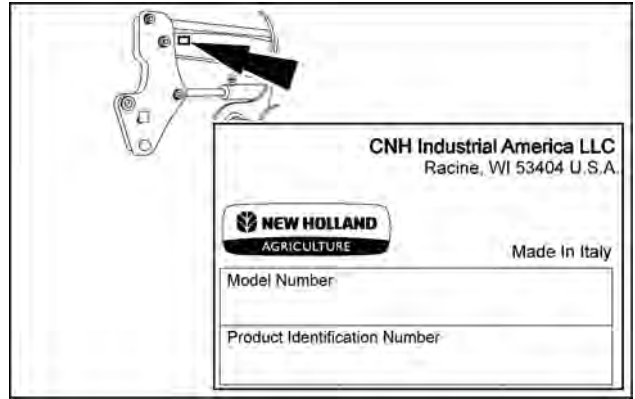 CNH Industrial America LLC
Racine, WI 53404 U.S.A.
NEW HOLLAND
AGRICULTURE
Made In Italy
Model Number
Product Identification Number